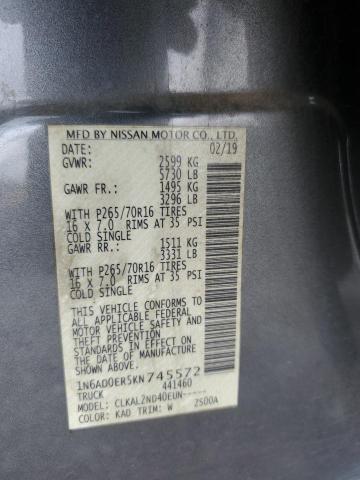 MFD BY NISSAN MOTOR CO., LTD.
DATE: 02/19
GVWR: 2599 KG
5730 LB
GAWR FR.: 1495 KG
3296 LB
WITH P265/70R16 TIRES
16 X 7.0 RIMS AT 35 PSI
COLD SINGLE
GAWR RR.: 1511 KG
3331 LB
WITH P265/70R16 TIRES
16 X 7.0 RIMS AT 35 PSI
COLD SINGLE
THIS VEHICLE CONFORMS TO
ALL APPLICABLE FEDERAL
MOTOR VEHICLE SAFETY
STANDARDS IN EFFECT ON
THE DATE OF MANUFACTURE
SHOWN ABOVE.
1N6AD0ER5KN745572
TRUCK 441460
MODEL: CLKALZND40EUN-----
COLOR: KAD TRIM: W 2S00A